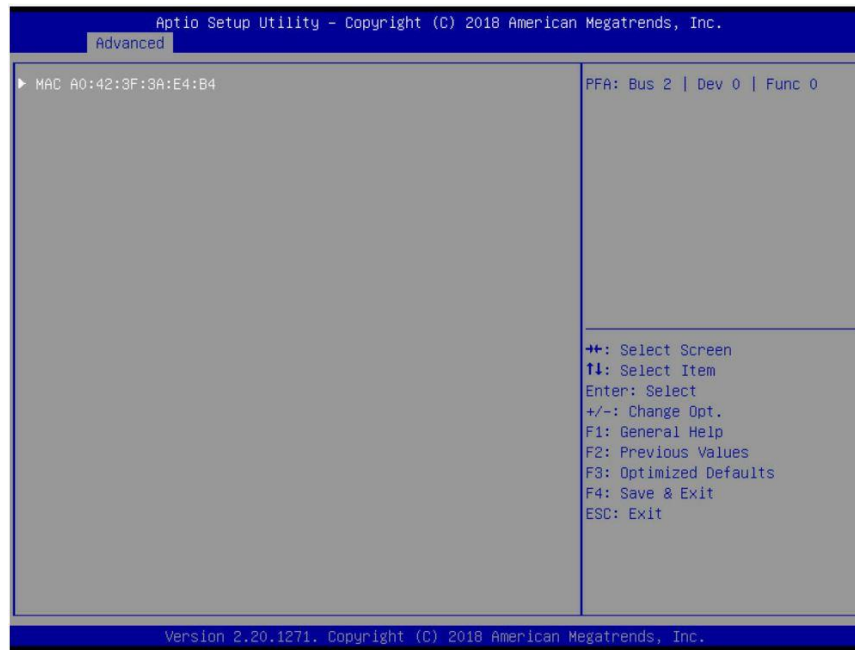 Aptio Setup Utility – Copyright (C) 2018 American Megatrends, Inc.
Advanced
▶ MAC A0:42:3F:3A:E4:B4
PFA: Bus 2 | Dev 0 | Func 0
→←: Select Screen
↑↓: Select Item
Enter: Select
+/-: Change Opt.
F1: General Help
F2: Previous Values
F3: Optimized Defaults
F4: Save & Exit
ESC: Exit
Version 2.20.1271. Copyright (C) 2018 American Megatrends, Inc.